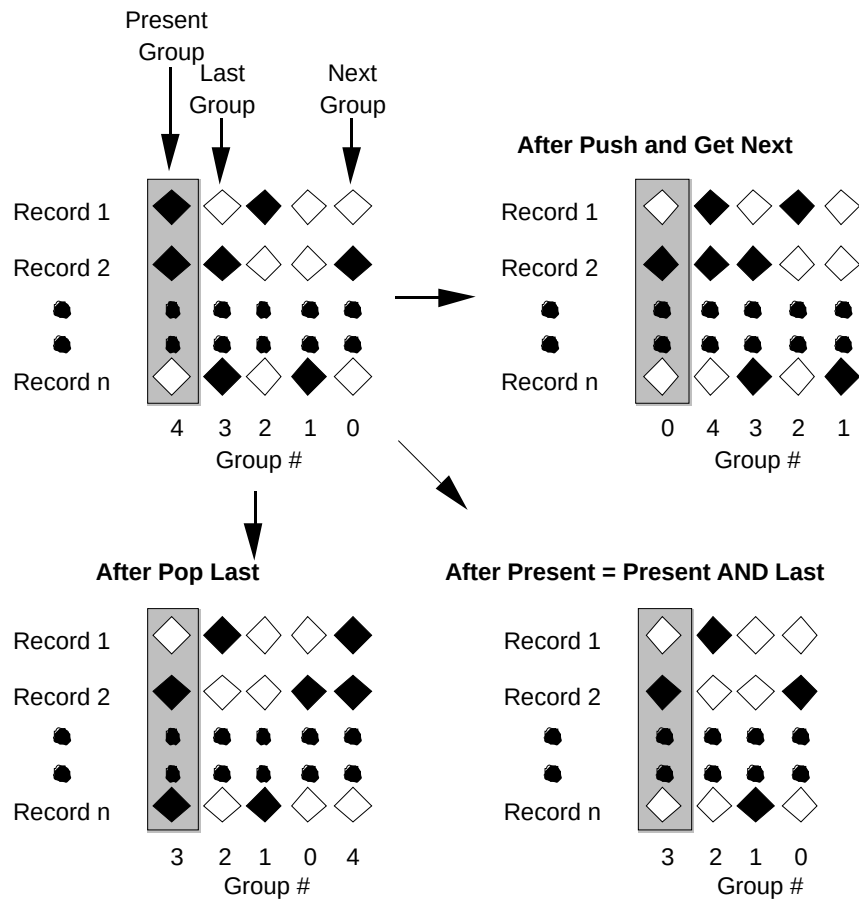 Present
Group
Last
Group
Next
Group
Record 1
Record 2
Record n
4 3 2 1 0
Group #
After Push and Get Next
Record 1
Record 2
Record n
0 4 3 2 1
Group #
After Pop Last
Record 1
Record 2
Record n
3 2 1 0 4
Group #
After Present = Present AND Last
Record 1
Record 2
Record n
3 2 1 0
Group #